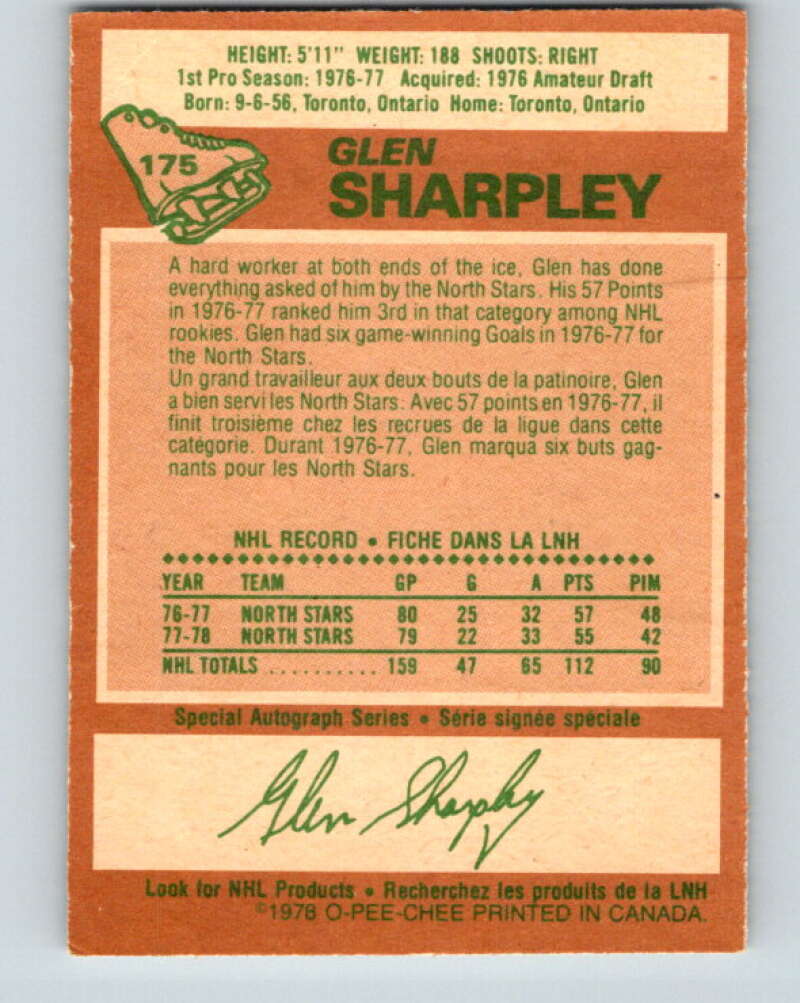 HEIGHT: 5'11" WEIGHT: 188 SHOOTS: RIGHT
1st Pro Season: 1976-77 Acquired: 1976 Amateur Draft
Born: 9-6-56, Toronto, Ontario Home: Toronto, Ontario
175
GLEN
SHARPLEY
A hard worker at both ends of the ice, Glen has done
everything asked of him by the North Stars. His 57 Points
in 1976-77 ranked him 3rd in that category among NHL
rookies. Glen had six game-winning Goals in 1976-77 for
the North Stars.
Un grand travailleur aux deux bouts de la patinoire, Glen
a bien servi les North Stars. Avec 57 points en 1976-77, il
finit troisième chez les recrues de la ligue dans cette
catégorie. Durant 1976-77, Glen marqua six buts gag-
nants pour les North Stars.
NHL RECORD • FICHE DANS LA LNH
YEAR TEAM GP G A PTS PIM
76-77 NORTH STARS 80 25 32 57 48
77-78 NORTH STARS 79 22 33 55 42
NHL TOTALS .......... 159 47 65 112 90
Special Autograph Series • Série signée spéciale
Glen Sharpley
Look for NHL Products • Recherchez les produits de la LNH
©1978 O-PEE-CHEE PRINTED IN CANADA.